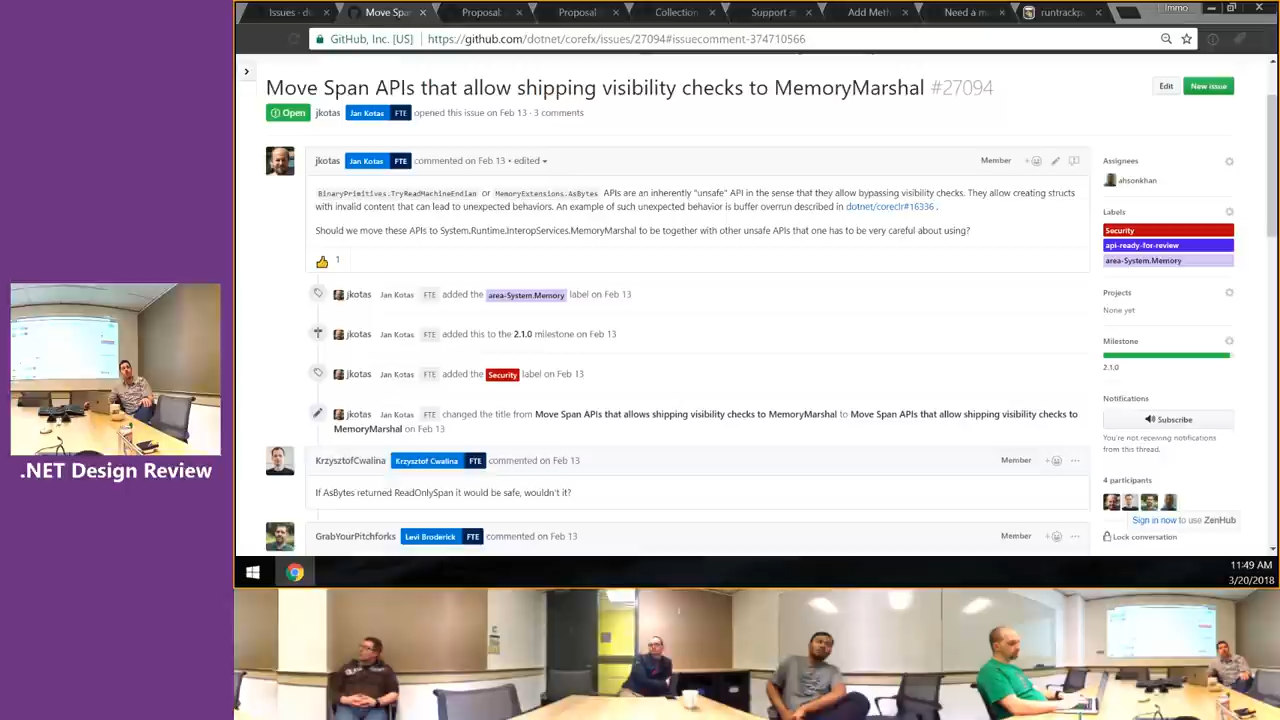 Issues · d
Move Spa
Proposal:
Proposal
Collection
Support
Add Meth
Need a m
runtrackp
Immo
GitHub, Inc. [US]
https://github.com/dotnet/corefx/issues/27094#issuecomment-374710566
Move Span APIs that allow shipping visibility checks to MemoryMarshal #27094
Edit
New issue
Open jkotas Jan Kotas FTE opened this issue on Feb 13 · 3 comments
jkotas Jan Kotas FTE commented on Feb 13 • edited
Member
BinaryPrimitives.TryReadMachineEndian or MemoryExtensions.AsBytes APIs are an inherently "unsafe" API in the sense that they allow bypassing visibility checks. They allow creating structs
with invalid content that can lead to unexpected behaviors. An example of such unexpected behavior is buffer overrun described in dotnet/coreclr#16336 .
Should we move these APIs to System.Runtime.InteropServices.MemoryMarshal to be together with other unsafe APIs that one has to be very careful about using?
1
jkotas Jan Kotas FTE added the area-System.Memory label on Feb 13
jkotas Jan Kotas FTE added this to the 2.1.0 milestone on Feb 13
jkotas Jan Kotas FTE added the Security label on Feb 13
jkotas Jan Kotas FTE changed the title from Move Span APIs that allows shipping visibility checks to MemoryMarshal to Move Span APIs that allow shipping visibility checks to
MemoryMarshal on Feb 13
KrzysztofCwalina Krzysztof Cwalina FTE commented on Feb 13
Member
If AsBytes returned ReadOnlySpan it would be safe, wouldn't it?
GrabYourPitchforks Levi Broderick FTE commented on Feb 13
Member
Assignees
ahsonkhan
Labels
Security
api-ready-for-review
area-System.Memory
Projects
None yet
Milestone
2.1.0
Notifications
Subscribe
You're not receiving notifications
from this thread.
4 participants
Sign in now to use ZenHub
Lock conversation
11:49 AM
3/20/2018
.NET Design Review